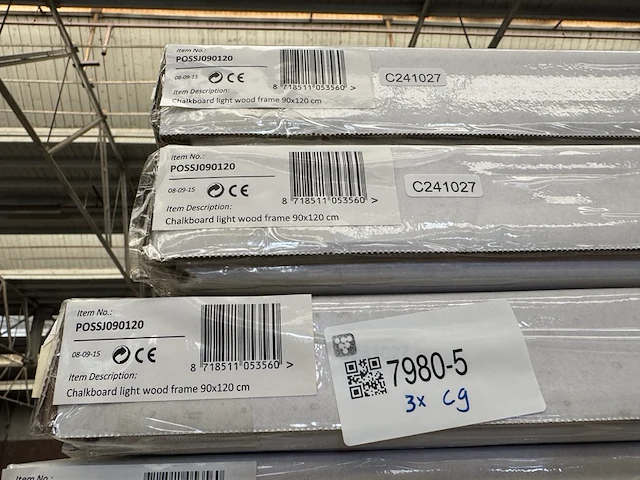 Item No.:
POSSJ090120
08-09-15 CE
8 718511 053560 >
Chalkboard light wood frame 90x120 cm
C241027
Item No.:
POSSJ090120
08-09-15 CE
8 718511 053560 >
Item Description:
Chalkboard light wood frame 90x120 cm
C241027
Item No.:
POSSJ090120
08-09-15 CE
8 718511 053560 >
Item Description:
Chalkboard light wood frame 90x120 cm
7980-5
3x cg
Item No.: